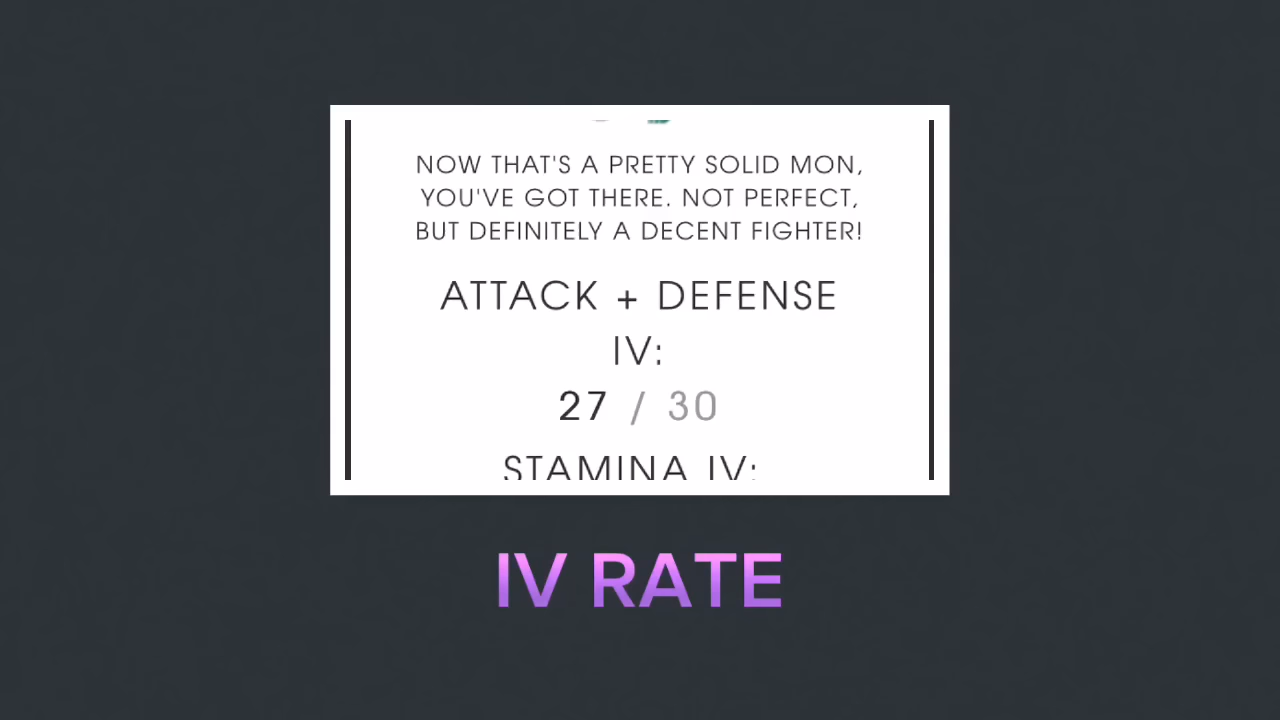 NOW THAT'S A PRETTY SOLID MON,
YOU'VE GOT THERE. NOT PERFECT,
BUT DEFINITELY A DECENT FIGHTER!
ATTACK + DEFENSE
IV:
27 / 30
STAMINA IV:
IV RATE